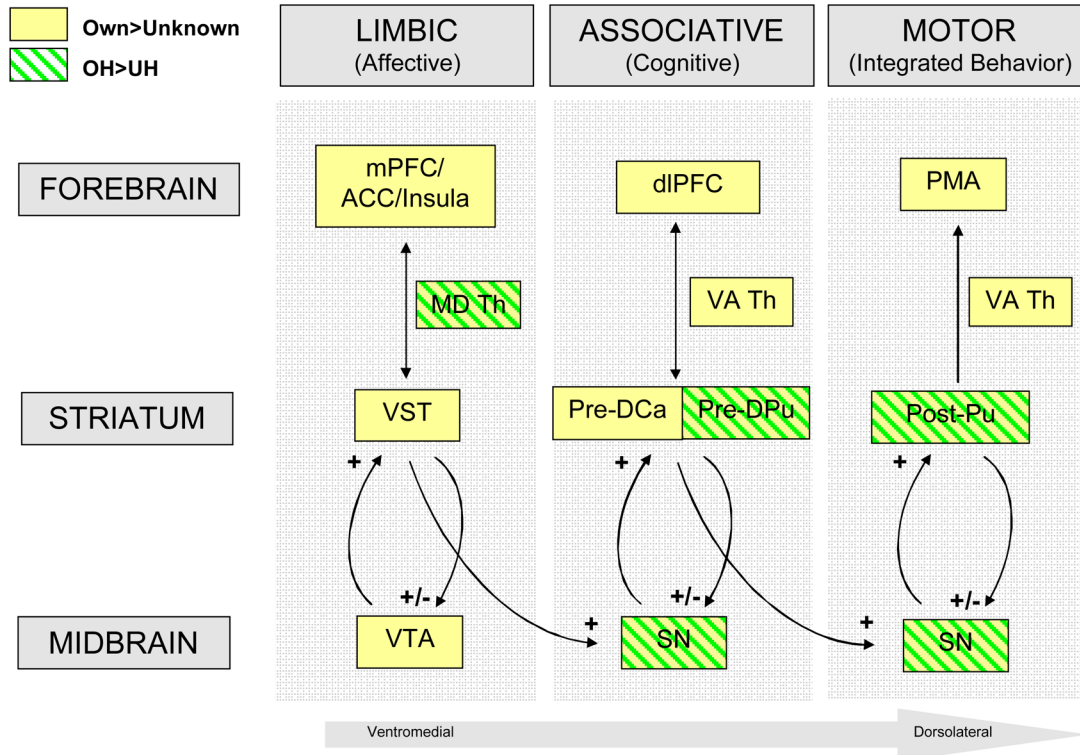 Own>Unknown
OH>UH
LIMBIC
(Affective)
ASSOCIATIVE
(Cognitive)
MOTOR
(Integrated Behavior)
FOREBRAIN
mPFC/
ACC/Insula
dlPFC
PMA
MD Th
VA Th
VA Th
STRIATUM
VST
Pre-DCa
Pre-DPu
Post-Pu
+
+
+
+/-
+/-
+/-
+
+
MIDBRAIN
VTA
SN
SN
Ventromedial
Dorsolateral